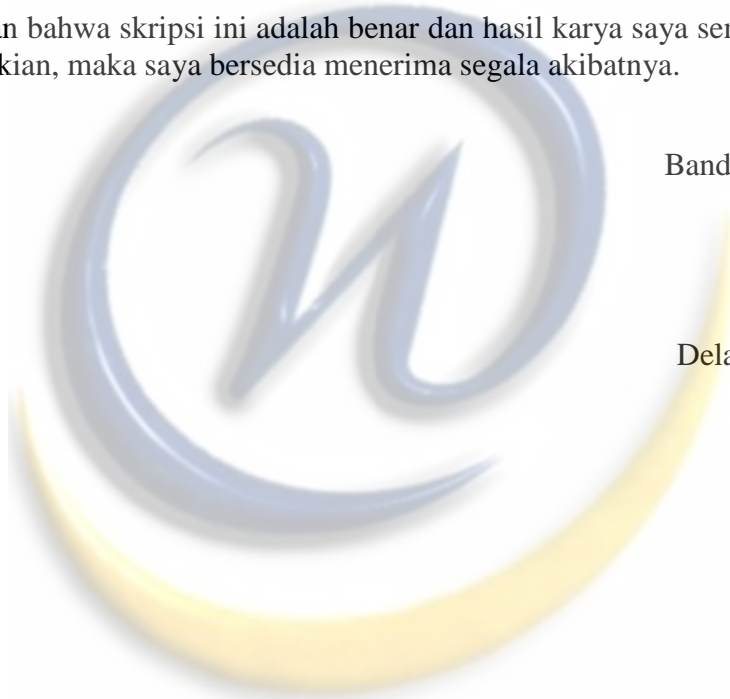 an bahwa skripsi ini adalah benar dan hasil karya saya ser
kian, maka saya bersedia menerima segala akibatnya.
Band
Dela